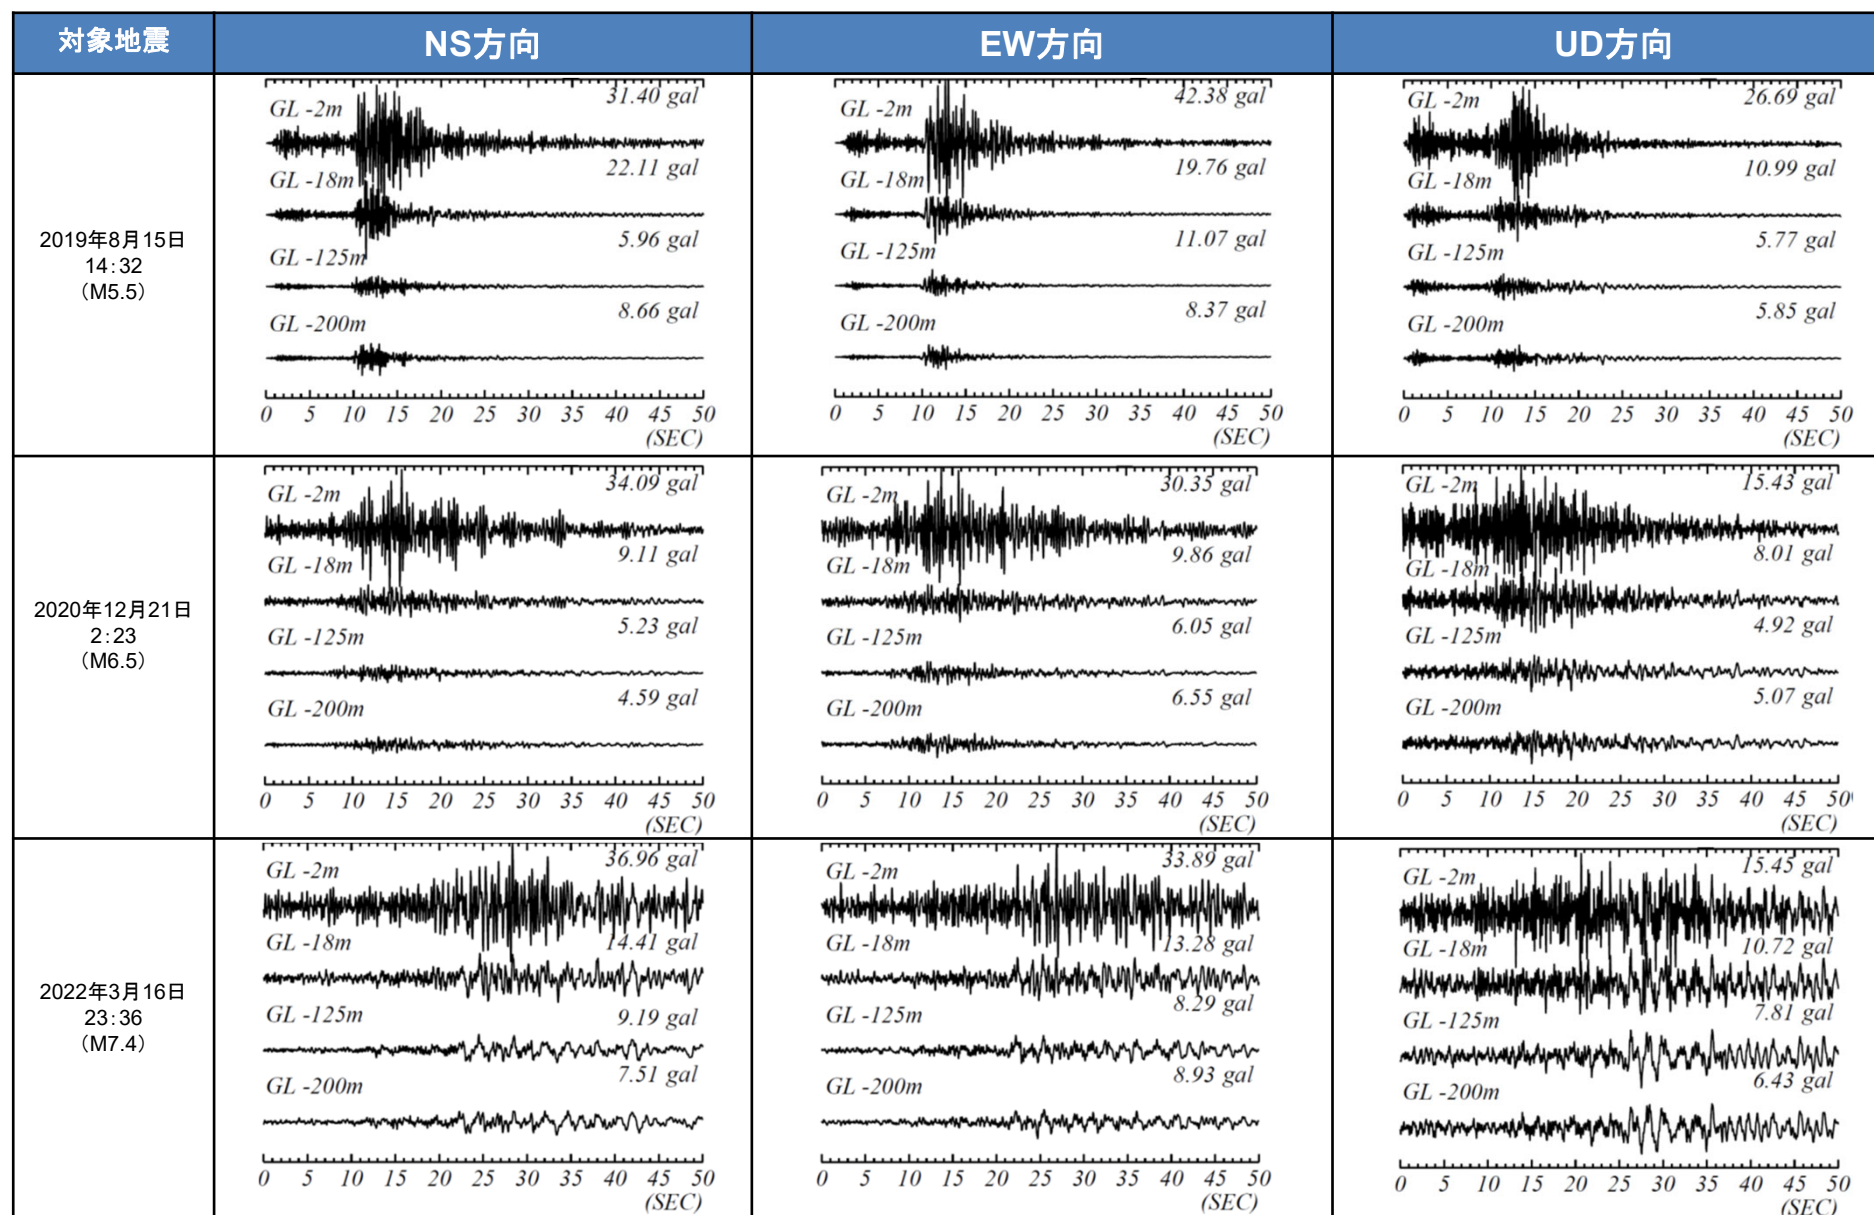 対象地震 NS方向 EW方向 UD方向
2019年8月15日
14:32
(M5.5)
GL -2m 31.40 gal
GL -18m 22.11 gal
GL -125m 5.96 gal
GL -200m 8.66 gal
0 5 10 15 20 25 30 35 40 45 50
(SEC)
GL -2m 42.38 gal
GL -18m 19.76 gal
GL -125m 11.07 gal
GL -200m 8.37 gal
0 5 10 15 20 25 30 35 40 45 50
(SEC)
GL -2m 26.69 gal
GL -18m 10.99 gal
GL -125m 5.77 gal
GL -200m 5.85 gal
0 5 10 15 20 25 30 35 40 45 50
(SEC)
2020年12月21日
2:23
(M6.5)
GL -2m 34.09 gal
GL -18m 9.11 gal
GL -125m 5.23 gal
GL -200m 4.59 gal
0 5 10 15 20 25 30 35 40 45 50
(SEC)
GL -2m 30.35 gal
GL -18m 9.86 gal
GL -125m 6.05 gal
GL -200m 6.55 gal
0 5 10 15 20 25 30 35 40 45 50
(SEC)
GL -2m 15.43 gal
GL -18m 8.01 gal
GL -125m 4.92 gal
GL -200m 5.07 gal
0 5 10 15 20 25 30 35 40 45 50
(SEC)
2022年3月16日
23:36
(M7.4)
GL -2m 36.96 gal
GL -18m 14.41 gal
GL -125m 9.19 gal
GL -200m 7.51 gal
0 5 10 15 20 25 30 35 40 45 50
(SEC)
GL -2m 33.89 gal
GL -18m 13.28 gal
GL -125m 8.29 gal
GL -200m 8.93 gal
0 5 10 15 20 25 30 35 40 45 50
(SEC)
GL -2m 15.45 gal
GL -18m 10.72 gal
GL -125m 7.81 gal
GL -200m 6.43 gal
0 5 10 15 20 25 30 35 40 45 50
(SEC)